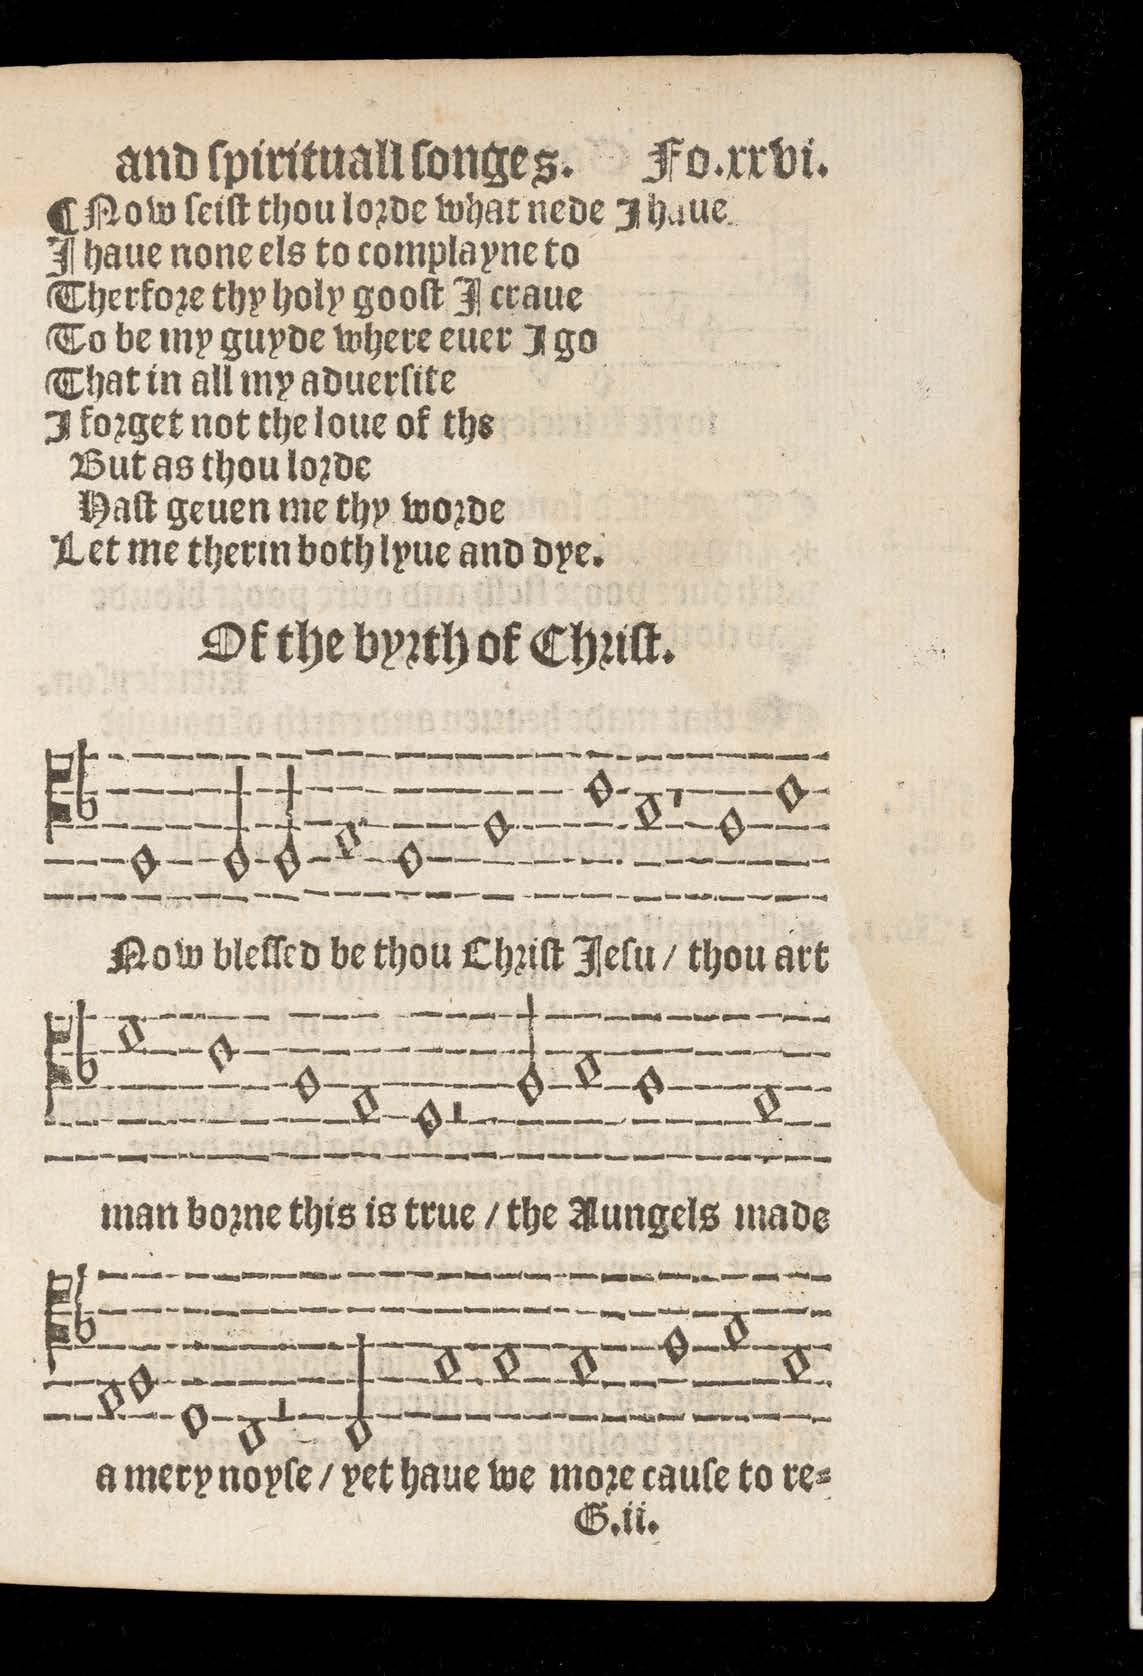 and ſpirituall ſonges. Fo.xxvi.
¶ Now ſeiſt thou lorde what nede I haue
I haue none els to complayne to
Therfore thy holy gooſt I craue
To be my guyde where euer I go
That in all my aduerſite
I forget not the loue of the
But as thou lorde
Haſt geuen me thy worde
Let me therin both lyue and dye.
Of the byrth of Chriſt.
Now bleſſed be thou Chriſt Jeſu / thou art
man borne this is true / the Aungels made
a mery noyſe / yet haue we more cauſe to re=
G.ii.